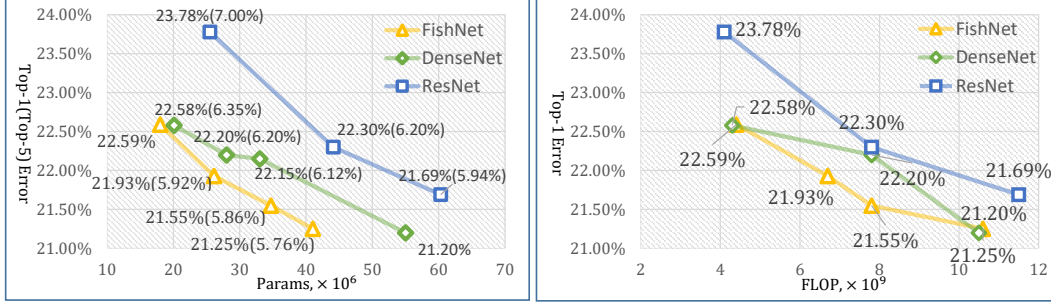 24.00%
23.50%
23.00%
22.50%
22.00%
21.50%
21.00%
Top-1(Top-5) Error
23.78%(7.00%)
FishNet
DenseNet
ResNet
22.58%(6.35%)
22.59%
22.20%(6.20%)
22.30%(6.20%)
22.15%(6.12%)
21.93%(5.92%)
21.69%(5.94%)
21.55%(5.86%)
21.25%(5.76%)
21.20%
10 20 30 40 50 60 70
Params, × 10⁶
24.00%
23.50%
23.00%
22.50%
22.00%
21.50%
21.00%
Top-1 Error
23.78%
FishNet
DenseNet
ResNet
22.58%
22.30%
22.59%
22.20%
21.69%
21.93%
21.20%
21.55%
21.25%
2 4 6 8 10 12
FLOP, × 10⁹